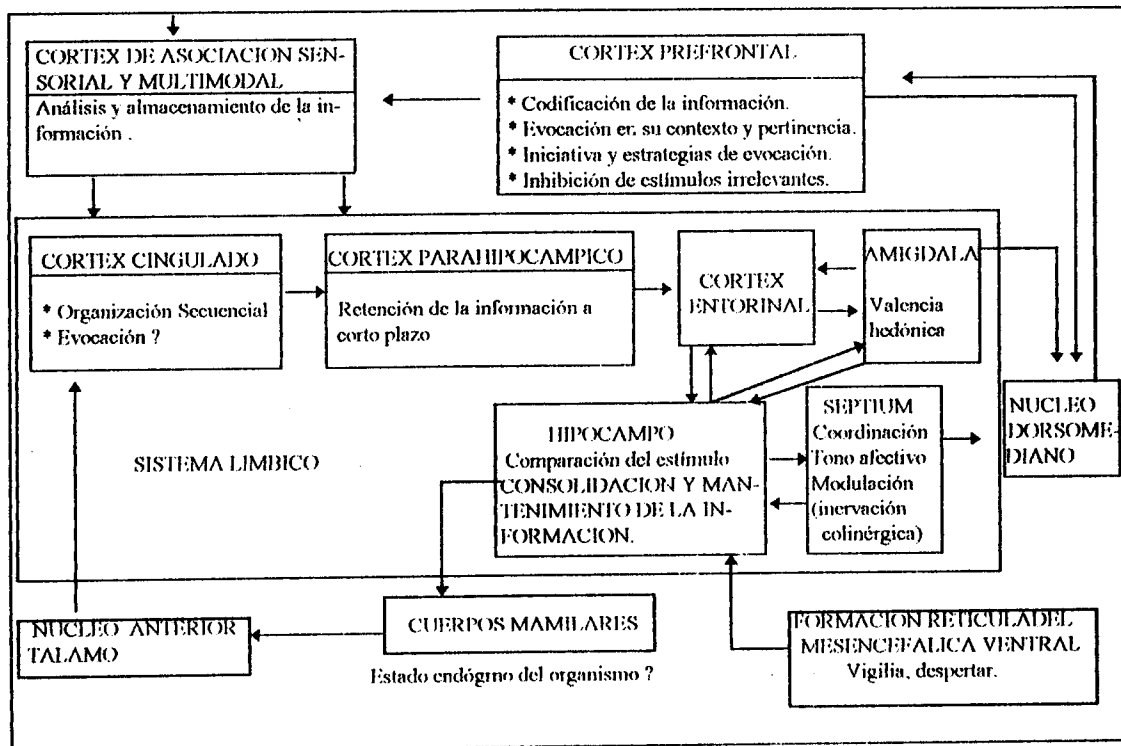 CORTEX DE ASOCIACION SEN-
SORIAL Y MULTIMODAL
Análisis y almacenamiento de la in-
formación .
CORTEX PREFRONTAL
* Codificación de la información.
* Evocación er. su contexto y pertinencia.
* Iniciativa y estrategias de evocación.
* Inhibición de estímulos irrelevantes.
CORTEX CINGULADO
* Organización Secuencial
* Evocación ?
CORTEX PARAHIPOCAMPICO
Retención de la información a
corto plazo
CORTEX
ENTORINAL
AMIGDALA
Valencia
hedónica
SISTEMA LIMBICO
HIPOCAMPO
Comparación del estímulo
CONSOLIDACION Y MAN-
TENIMIENTO DE LA IN-
FORMACION.
SEPTIUM
Coordinación
Tono afectivo
Modulación
(inervación
colinérgica)
NUCLEO
DORSOME-
DIANO
NUCLEO ANTERIOR
TALAMO
CUERPOS MAMILARES
Estado endógrno del organismo ?
FORMACION RETICULADEL
MESENCEFALICA VENTRAL
Vigilia, despertar.